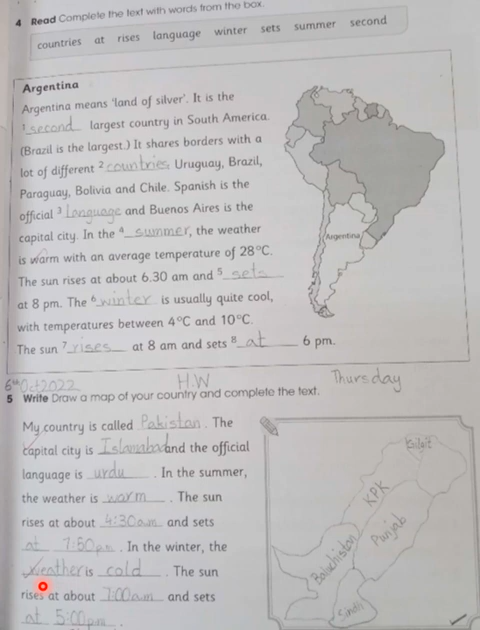 4 Read Complete the text with words from the box.
countries at rises language winter sets summer second
Argentina
Argentina means 'land of silver'. It is the
1 second largest country in South America.
(Brazil is the largest.) It shares borders with a
lot of different 2 countries, Uruguay, Brazil,
Paraguay, Bolivia and Chile. Spanish is the
official 3 language and Buenos Aires is the
capital city. In the 4 summer, the weather
is warm with an average temperature of 28°C.
The sun rises at about 6.30 am and 5 sets
at 8 pm. The 6 winter is usually quite cool,
with temperatures between 4°C and 10°C.
The sun 7 rises at 8 am and sets 8 at 6 pm.
Argentina
6th Oct 2022 H.W Thursday
5 Write Draw a map of your country and complete the text.
My country is called Pakistan. The
capital city is Islamabad and the official
language is urdu. In the summer,
the weather is warm. The sun
rises at about 4:30am and sets
at 7:50pm. In the winter, the
weather is cold. The sun
rises at about 7:00am and sets
at 5:00pm.
KPK
Punjab
Balochistan
Sindh